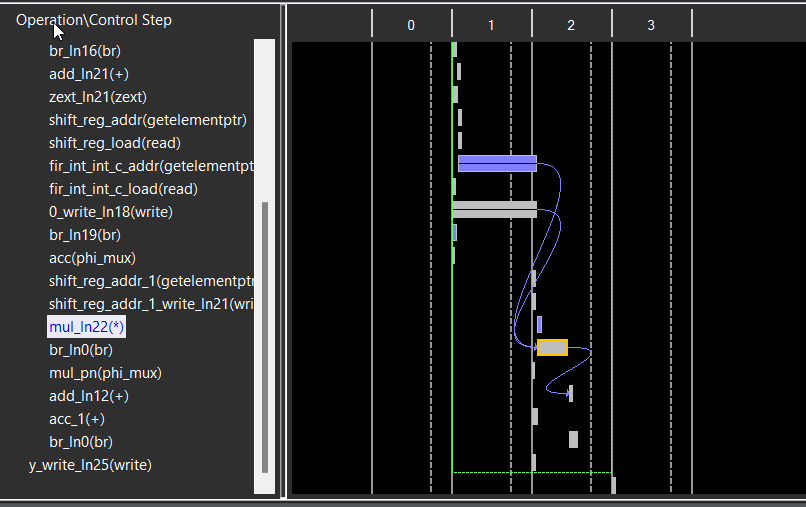 Operation\Control Step
0 1 2 3
br_ln16(br)
add_ln21(+)
zext_ln21(zext)
shift_reg_addr(getelementptr)
shift_reg_load(read)
fir_int_int_c_addr(getelementpt
fir_int_int_c_load(read)
0_write_ln18(write)
br_ln19(br)
acc(phi_mux)
shift_reg_addr_1(getelementptr
shift_reg_addr_1_write_ln21(wri
mul_ln22(*)
br_ln0(br)
mul_pn(phi_mux)
add_ln12(+)
acc_1(+)
br_ln0(br)
y_write_ln25(write)